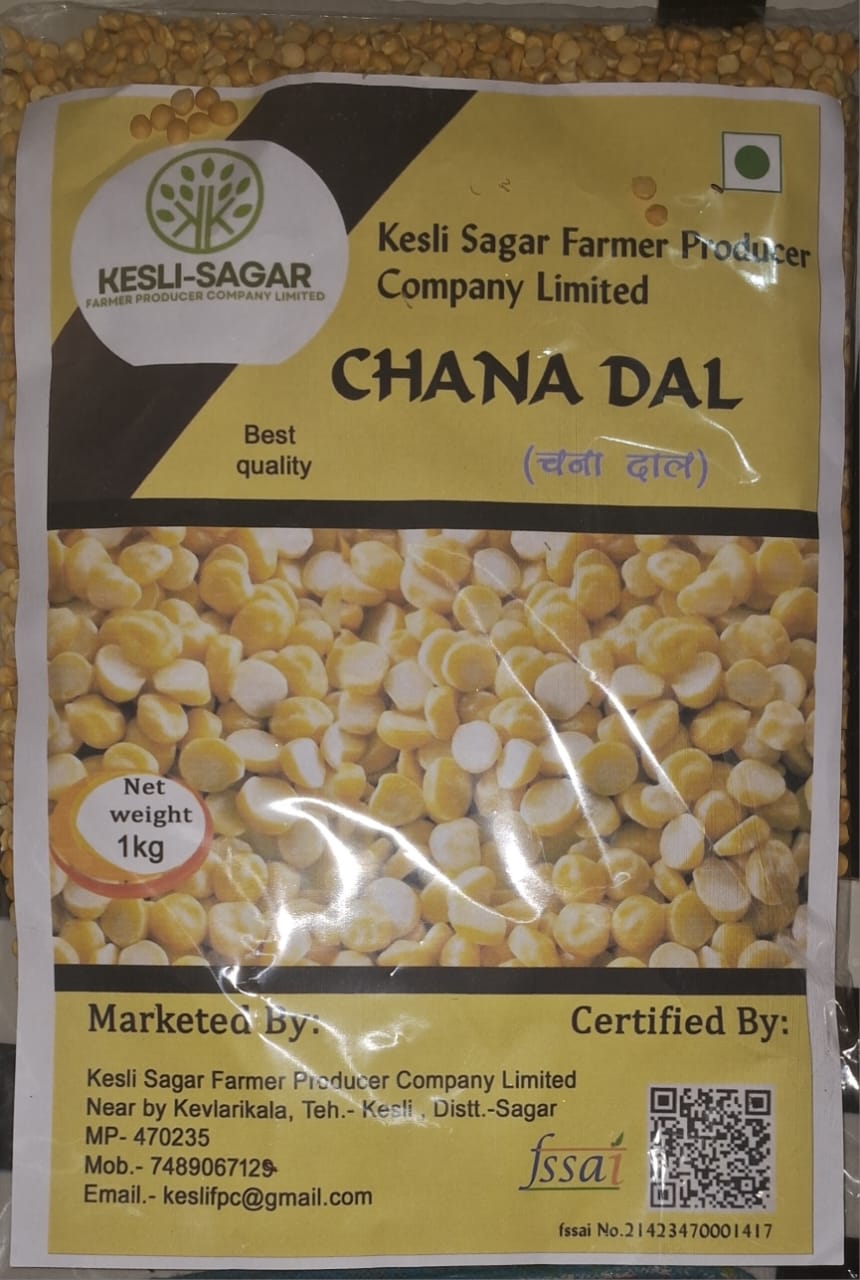 KESLI-SAGAR
FARMER PRODUCER COMPANY LIMITED
Kesli Sagar Farmer Producer
Company Limited
CHANA DAL
(चना दाल)
Best
quality
Net
weight
1kg
Marketed By:
Kesli Sagar Farmer Producer Company Limited
Near by Kevlarikala, Teh.- Kesli , Distt.-Sagar
MP- 470235
Mob.- 7489067129
Email.- keslifpc@gmail.com
Certified By:
fssai
fssai No.21423470001417